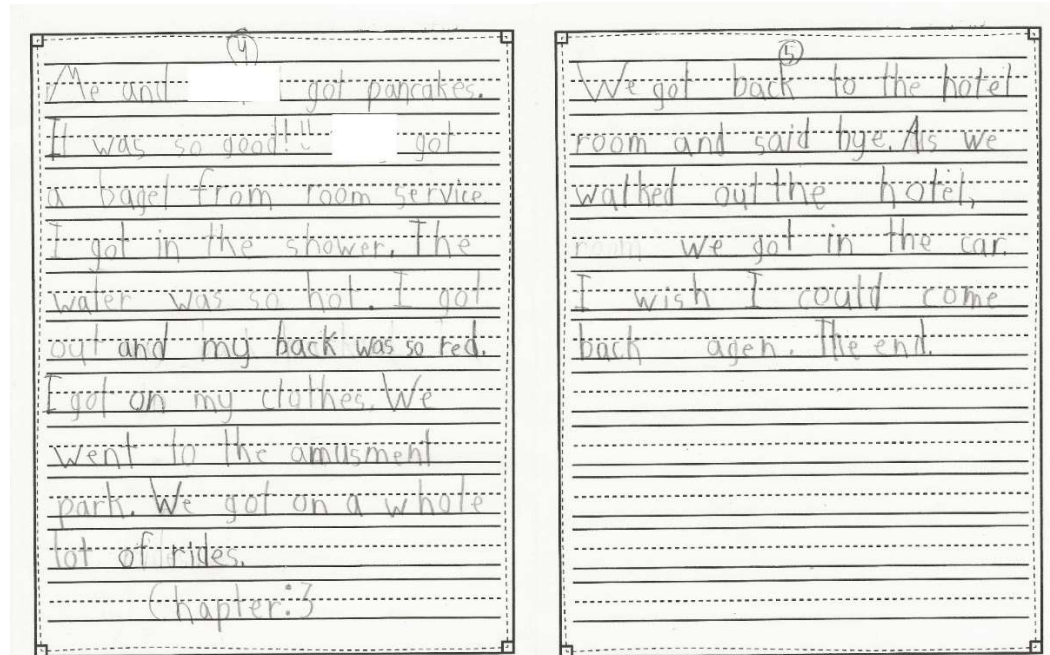 4
Me and got pancakes.
It was so good!! got
a bagel from room service
I got in the shower. The
water was so hot. I got
out and my back was so red.
I got on my clothes. We
went to the amusment
park. We got on a whole
lot of rides.
Chapter:3
5
We got back to the hotel
room and said bye. As we
walked out the hotel,
room we got in the car.
I wish I could come
back agen. The end.